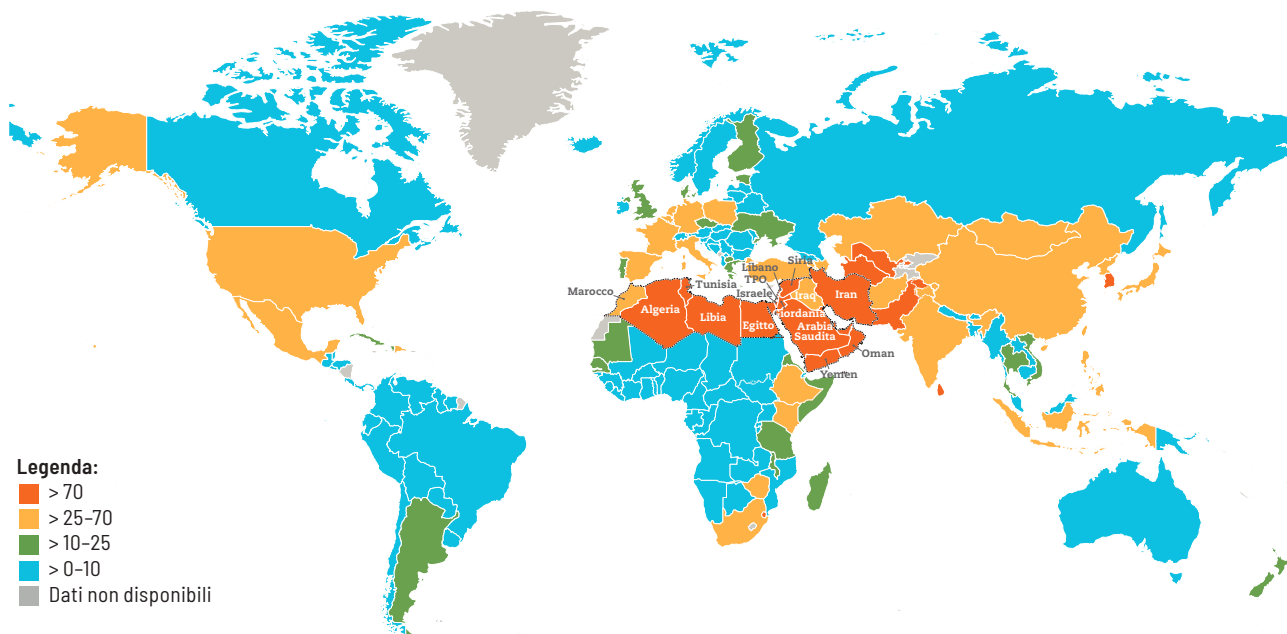 Siria
Libano
TPO
Israele
Tunisia
Marocco
Algeria
Libia
Egitto
Giordania
Iraq
Iran
Arabia
Saudita
Oman
Yemen
Legenda:
> 70
> 25–70
> 10–25
> 0–10
Dati non disponibili